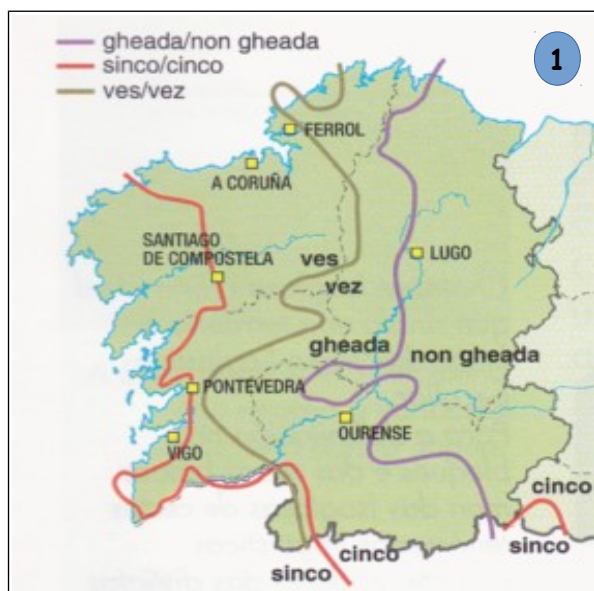 gheada/non gheada
sinco/cinco
ves/vez
1
FERROL
A CORUÑA
SANTIAGO
DE COMPOSTELA
ves
LUGO
vez
gheada
non gheada
PONTEVEDRA
OURENSE
VIGO
cinco
cinco
sinco
sinco